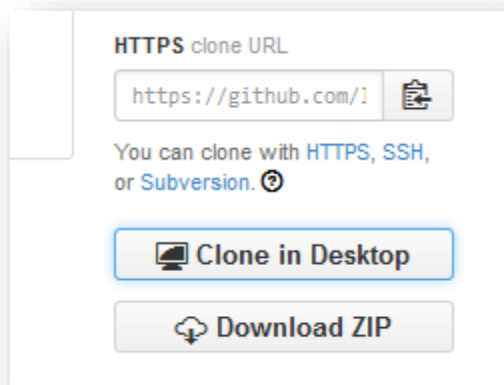 HTTPS clone URL
https://github.com/
You can clone with HTTPS, SSH,
or Subversion.
Clone in Desktop
Download ZIP